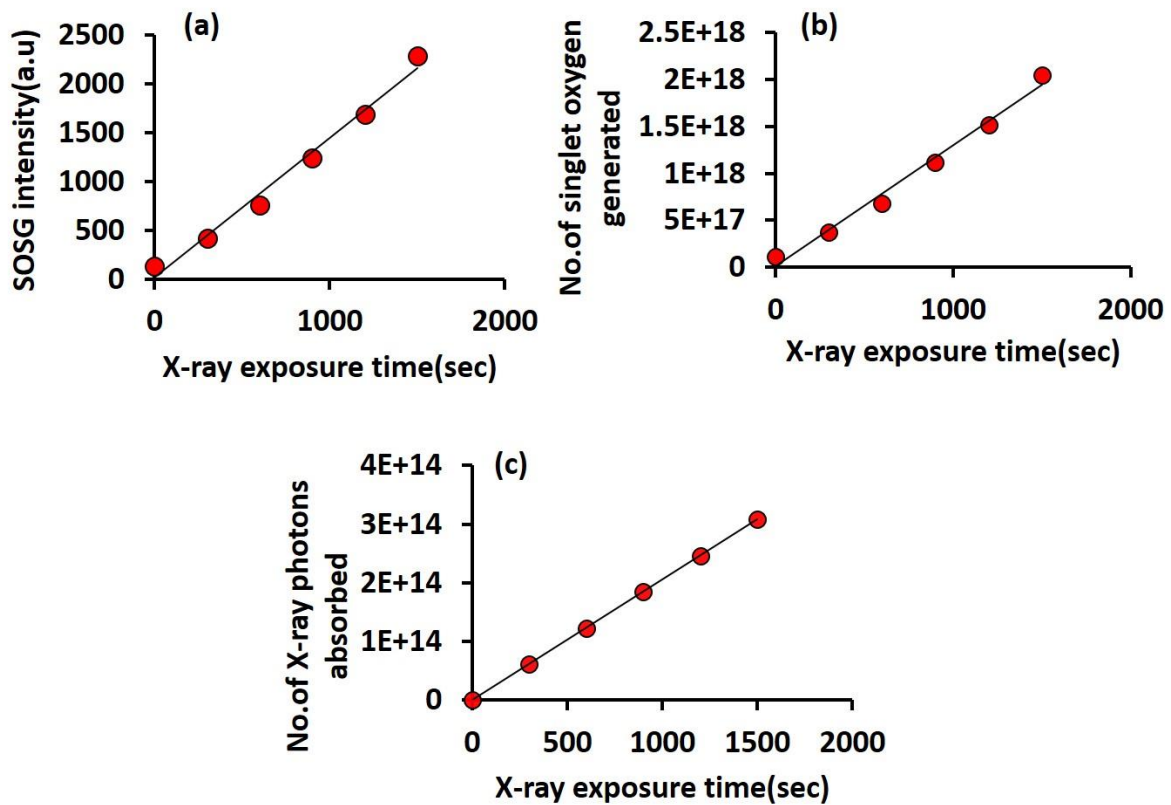 (a)
SOSG intensity(a.u)
2500
2000
1500
1000
500
0
0 1000 2000
X-ray exposure time(sec)
(b)
No.of singlet oxygen
generated
2.5E+18
2E+18
1.5E+18
1E+18
5E+17
0
0 1000 2000
X-ray exposure time(sec)
(c)
No.of X-ray photons
absorbed
4E+14
3E+14
2E+14
1E+14
0
0 500 1000 1500 2000
X-ray exposure time(sec)